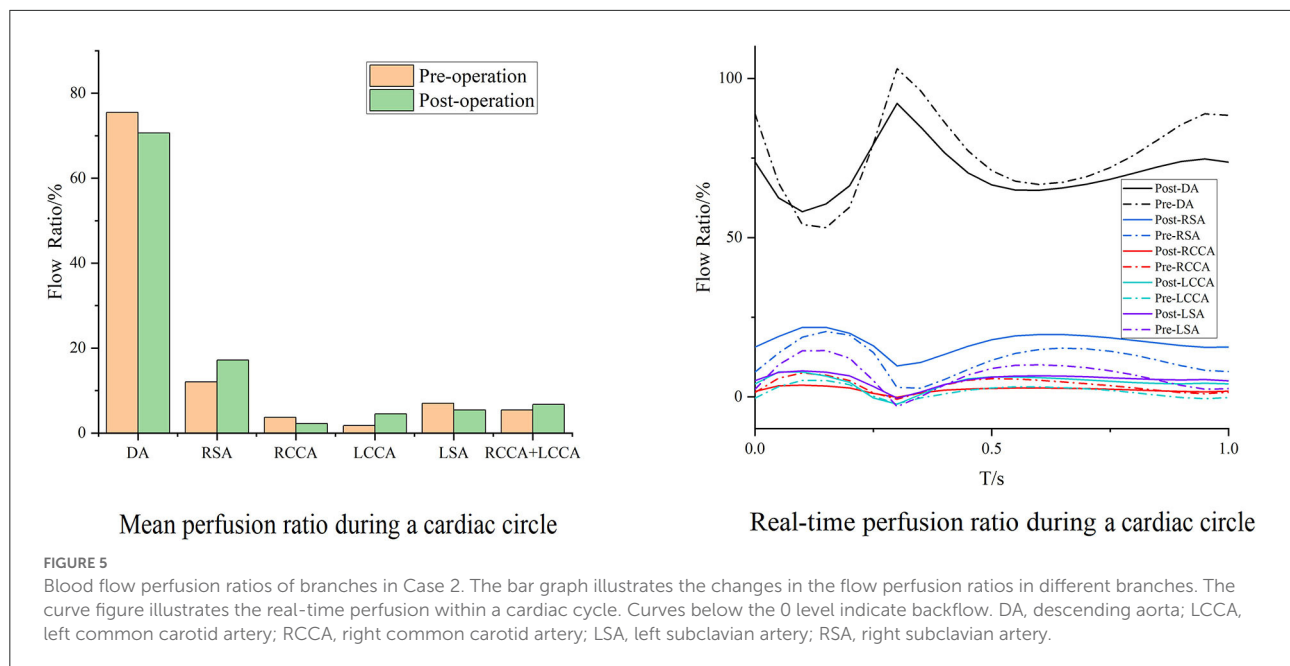 Pre-operation
Post-operation
80
60
40
20
0
Flow Ratio/%
DA
RSA
RCCA
LCCA
LSA
RCCA+LCCA
Mean perfusion ratio during a cardiac circle
100
50
0
Flow Ratio/%
Post-DA
Pre-DA
Post-RSA
Pre-RSA
Post-RCCA
Pre-RCCA
Post-LCCA
Pre-LCCA
Post-LSA
Pre-LSA
0.0
0.5
1.0
T/s
Real-time perfusion ratio during a cardiac circle
FIGURE 5
Blood flow perfusion ratios of branches in Case 2. The bar graph illustrates the changes in the flow perfusion ratios in different branches. The
curve figure illustrates the real-time perfusion within a cardiac cycle. Curves below the 0 level indicate backflow. DA, descending aorta; LCCA,
left common carotid artery; RCCA, right common carotid artery; LSA, left subclavian artery; RSA, right subclavian artery.